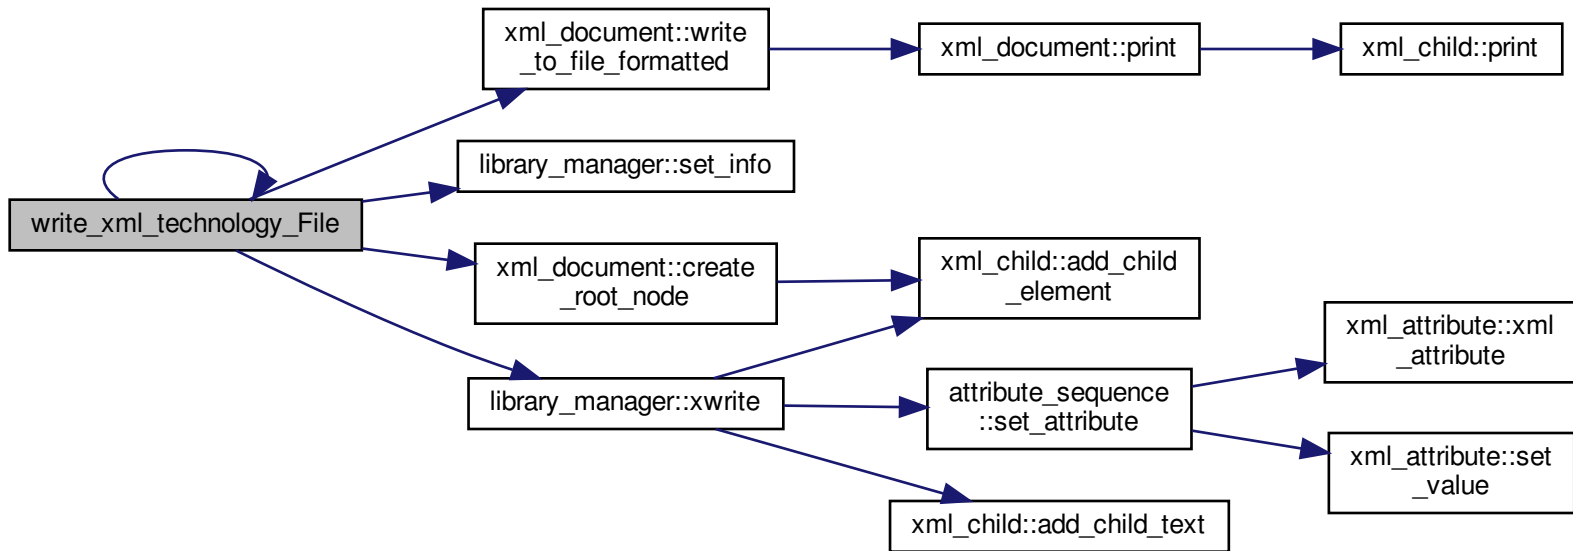 xml_document::write
_to_file_formatted
xml_document::print
xml_child::print
library_manager::set_info
write_xml_technology_File
xml_document::create
_root_node
xml_child::add_child
_element
xml_attribute::xml
_attribute
library_manager::xwrite
attribute_sequence
::set_attribute
xml_attribute::set
_value
xml_child::add_child_text